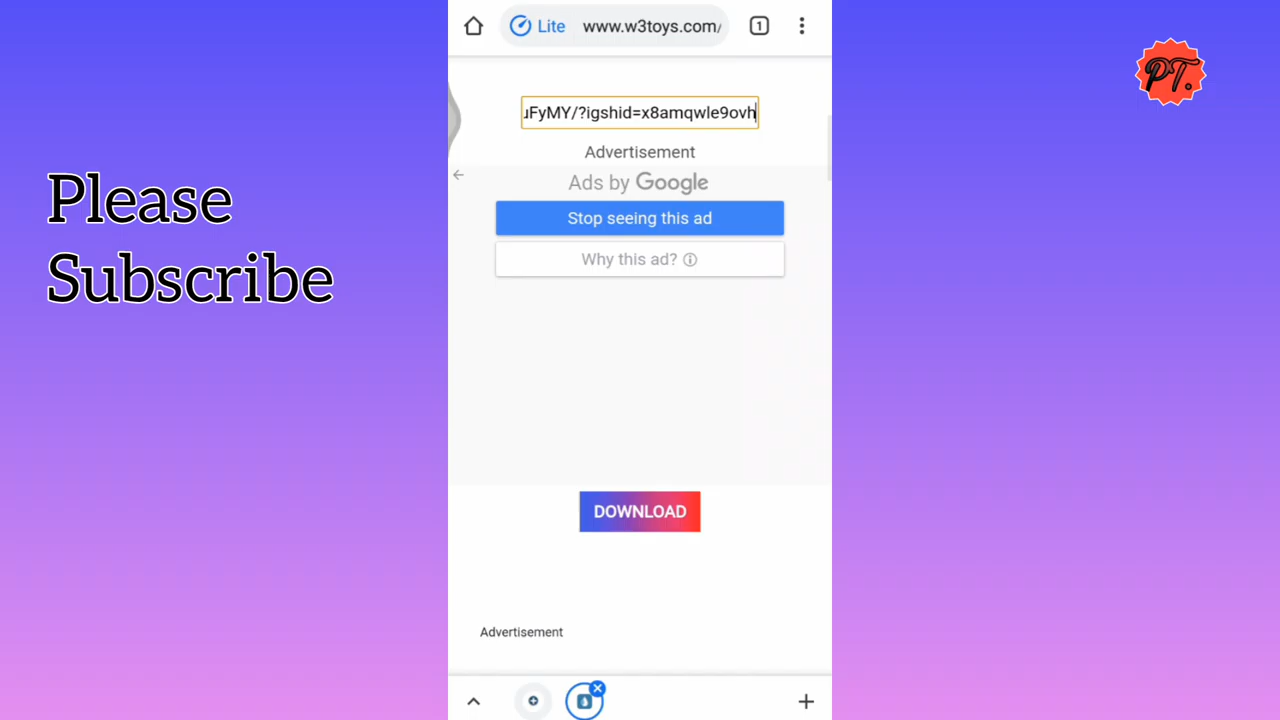 Lite www.w3toys.com/ 1
PT.
uFyMY/?igshid=x8amqwle9ovh
Advertisement
Ads by Google
Stop seeing this ad
Why this ad?
Please
Subscribe
DOWNLOAD
Advertisement